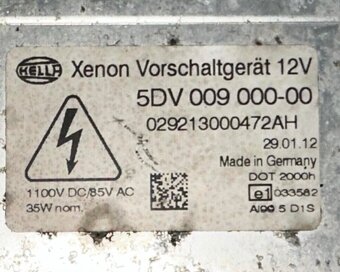 HELLA Xenon Vorschaltgerät 12V
5DV 009 000-00
029213000472AH
29.01.12
Made in Germany
DOT 2000h
1100V DC/85V AC
e1 033582
35W nom.
5 D1S